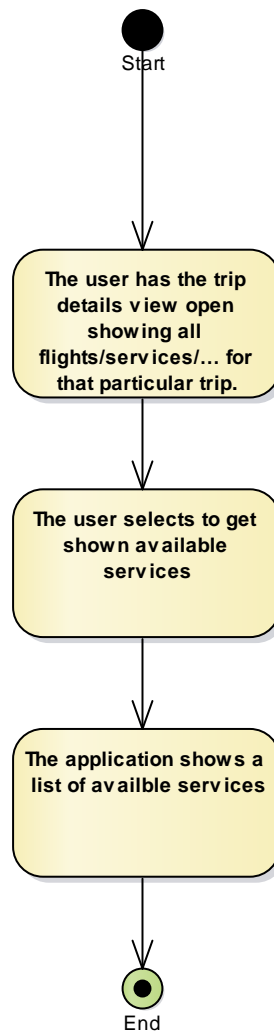 Start
The user has the trip
details view open
showing all
flights/services/… for
that particular trip.
The user selects to get
shown available
services
The application shows a
list of availble services
End